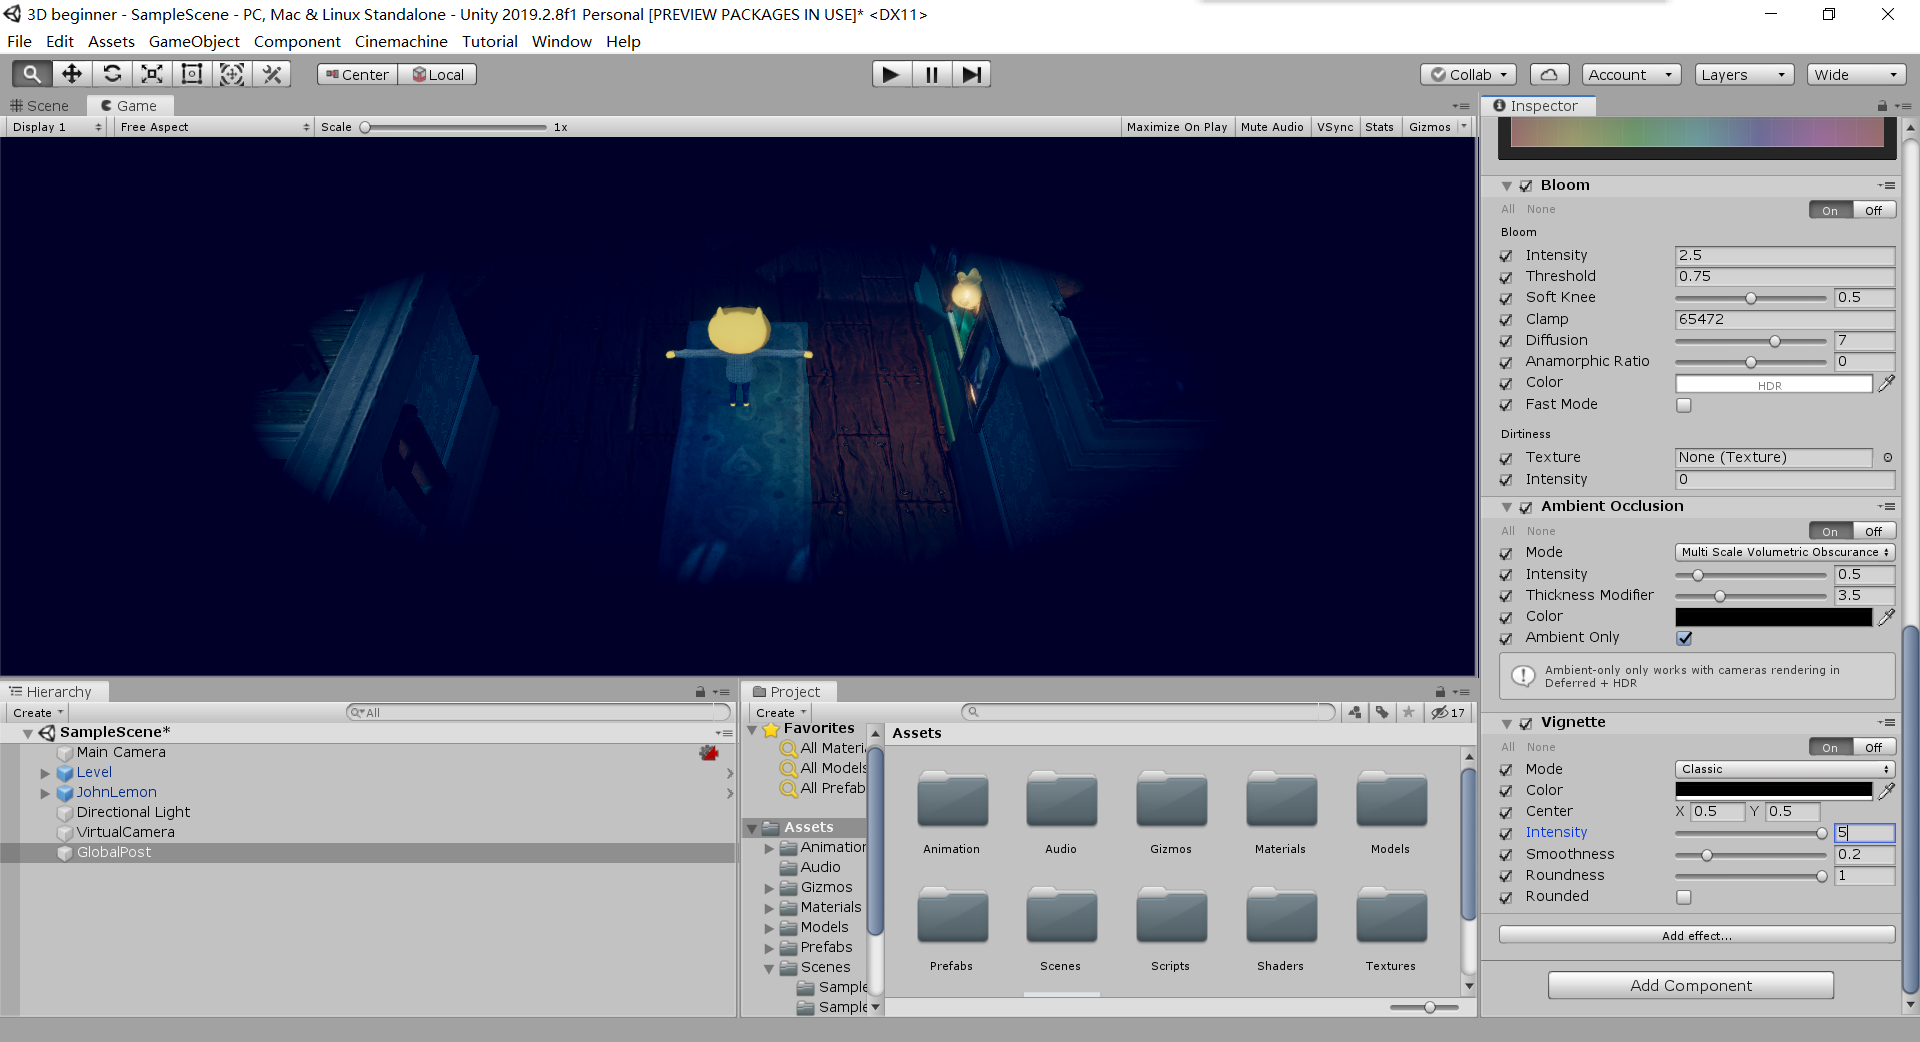 3D beginner - SampleScene - PC, Mac & Linux Standalone - Unity 2019.2.8f1 Personal [PREVIEW PACKAGES IN USE]* <DX11>
File Edit Assets GameObject Component Cinemachine Tutorial Window Help
Center Local Collab Account Layers Wide
Scene Game
Display 1 Free Aspect Scale 1x Maximize On Play Mute Audio VSync Stats Gizmos
Hierarchy
Create All
SampleScene*
Main Camera
Level
JohnLemon
Directional Light
VirtualCamera
GlobalPost
Project
Create 17
Favorites
All Materi
All Models
All Prefab
Assets
Animation
Audio
Gizmos
Materials
Models
Prefabs
Scenes
Sample
Sample
Assets
Animation Audio Gizmos Materials Models
Prefabs Scenes Scripts Shaders Textures
Inspector
Bloom
All None On Off
Bloom
Intensity 2.5
Threshold 0.75
Soft Knee 0.5
Clamp 65472
Diffusion 7
Anamorphic Ratio 0
Color HDR
Fast Mode
Dirtiness
Texture None (Texture)
Intensity 0
Ambient Occlusion
All None On Off
Mode Multi Scale Volumetric Obscurance
Intensity 0.5
Thickness Modifier 3.5
Color
Ambient Only
Ambient-only only works with cameras rendering in
Deferred + HDR
Vignette
All None On Off
Mode Classic
Color
Center X 0.5 Y 0.5
Intensity 5
Smoothness 0.2
Roundness 1
Rounded
Add effect...
Add Component